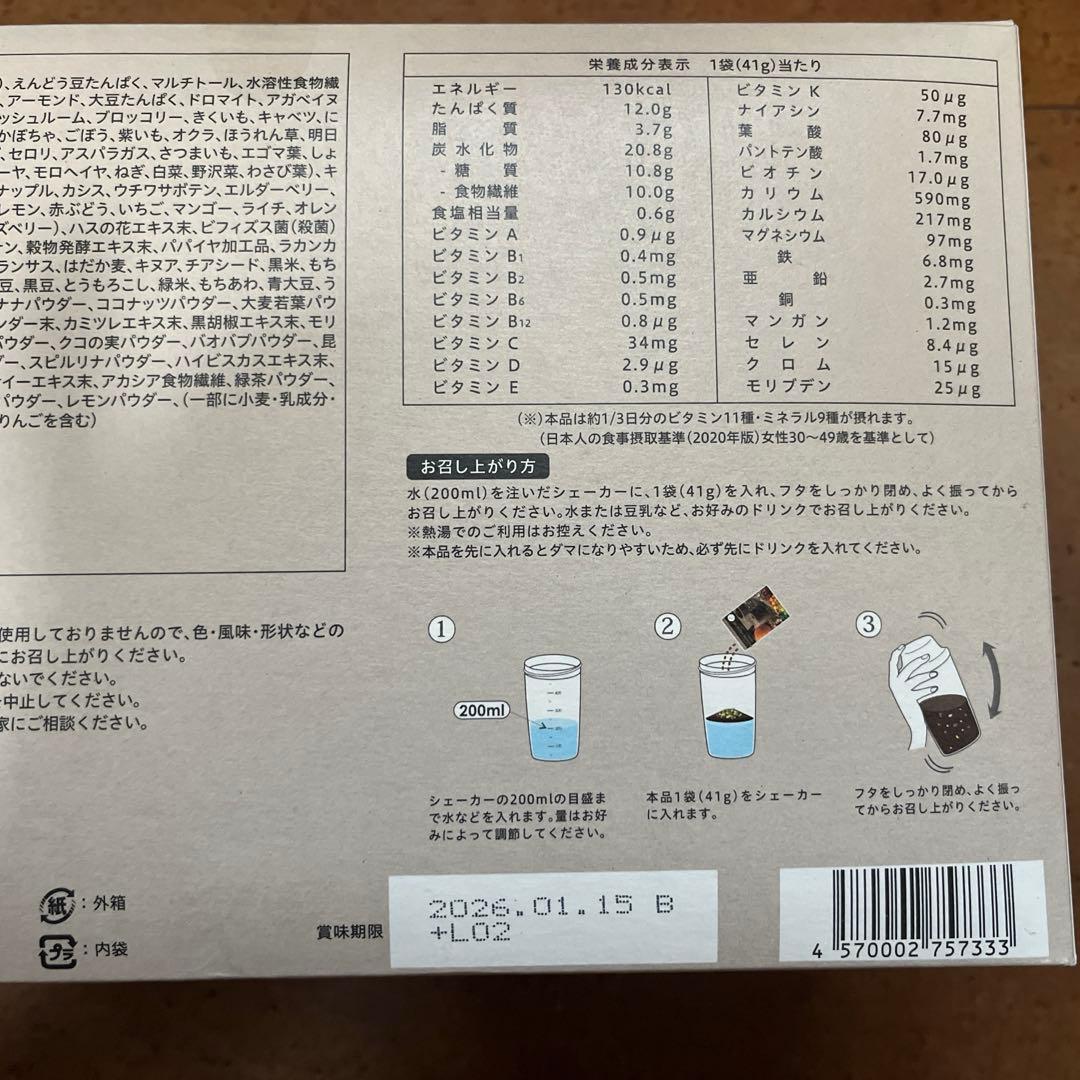 ）、えんどう豆たんぱく、マルチトール、水溶性食物繊
、アーモンド、大豆たんぱく、ドロマイト、アガベイヌ
ッシュルーム、ブロッコリー、きくいも、キャベツ、に
かぼちゃ、ごぼう、紫いも、オクラ、ほうれん草、明日
、セロリ、アスパラガス、さつまいも、エゴマ葉、しょ
ーヤ、モロヘイヤ、ねぎ、白菜、野沢菜、わさび葉）、キ
ナップル、カシス、ウチワサボテン、エルダーベリー、
レモン、赤ぶどう、いちご、マンゴー、ライチ、オレン
ズベリー）、ハスの花エキス末、ビフィズス菌（殺菌）
ナン、穀物発酵エキス末、パパイヤ加工品、ラカンカ
ランサス、はだか麦、キヌア、チアシード、黒米、もち
豆、黒豆、とうもろこし、緑米、もちあわ、青大豆、う
ナナパウダー、ココナッツパウダー、大麦若葉パウ
ンダー末、カミツレエキス末、黒胡椒エキス末、モリ
パウダー、クコの実パウダー、バオバブパウダー、昆
ダー、スピルリナパウダー、ハイビスカスエキス末、
イーエキス末、アカシア食物繊維、緑茶パウダー、
パウダー、レモンパウダー、（一部に小麦・乳成分・
りんごを含む）
使用しておりませんので、色・風味・形状などの
にお召し上がりください。
ないでください。
中止してください。
家にご相談ください。
栄養成分表示 1袋(41g)当たり
エネルギー 130kcal
たんぱく質 12.0g
脂質 3.7g
炭水化物 20.8g
- 糖質 10.8g
- 食物繊維 10.0g
食塩相当量 0.6g
ビタミン A 0.9μg
ビタミン B1 0.4mg
ビタミン B2 0.5mg
ビタミン B6 0.5mg
ビタミン B12 0.8μg
ビタミン C 34mg
ビタミン D 2.9μg
ビタミン E 0.3mg
ビタミン K 50μg
ナイアシン 7.7mg
葉酸 80μg
パントテン酸 1.7mg
ビオチン 17.0μg
カリウム 590mg
カルシウム 217mg
マグネシウム 97mg
鉄 6.8mg
亜鉛 2.7mg
銅 0.3mg
マンガン 1.2mg
セレン 8.4μg
クロム 15μg
モリブデン 25μg
（※）本品は約1/3日分のビタミン11種・ミネラル9種が摂れます。
（日本人の食事摂取基準(2020年版)女性30～49歳を基準として）
お召し上がり方
水（200ml）を注いだシェーカーに、1袋(41g)を入れ、フタをしっかり閉め、よく振ってから
お召し上がりください。水または豆乳など、お好みのドリンクでお召し上がりください。
※熱湯でのご利用はお控えください。
※本品を先に入れるとダマになりやすいため、必ず先にドリンクを入れてください。
1
200ml
シェーカーの200mlの目盛ま
で水などを入れます。量はお好
みによって調節してください。
2
本品1袋(41g)をシェーカー
に入れます。
3
フタをしっかり閉め、よく振っ
てからお召し上がりください。
紙：外箱
プラ：内袋
賞味期限
2026.01.15 B
+L02
4 570002 757333